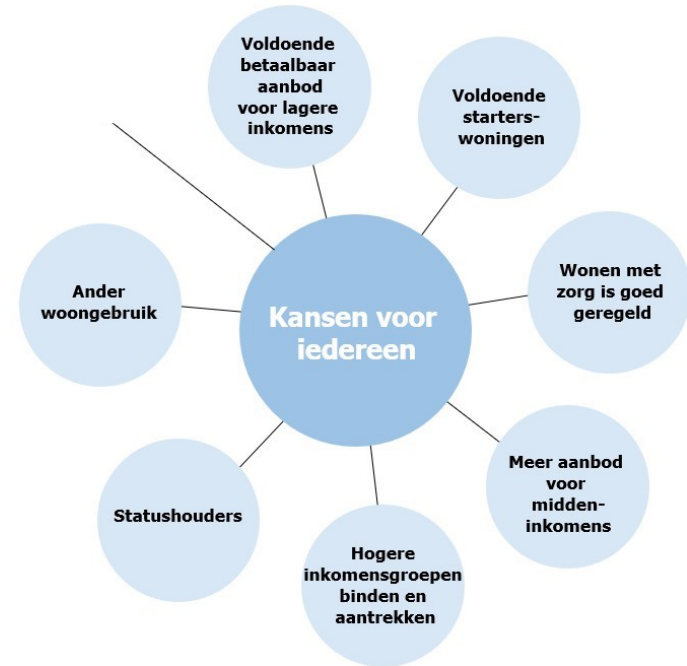 Voldoende
betaalbaar
aanbod
voor lagere
inkomens
Voldoende
starters-
woningen
Wonen met
zorg is goed
geregeld
Meer aanbod
voor
midden-
inkomens
Hogere
inkomensgroepen
binden en
aantrekken
Statushouders
Ander
woongebruik
Kansen voor
iedereen